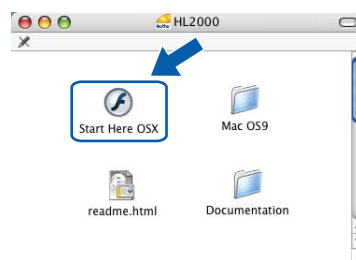 HL2000
Start Here OSX
Mac OS9
readme.html
Documentation